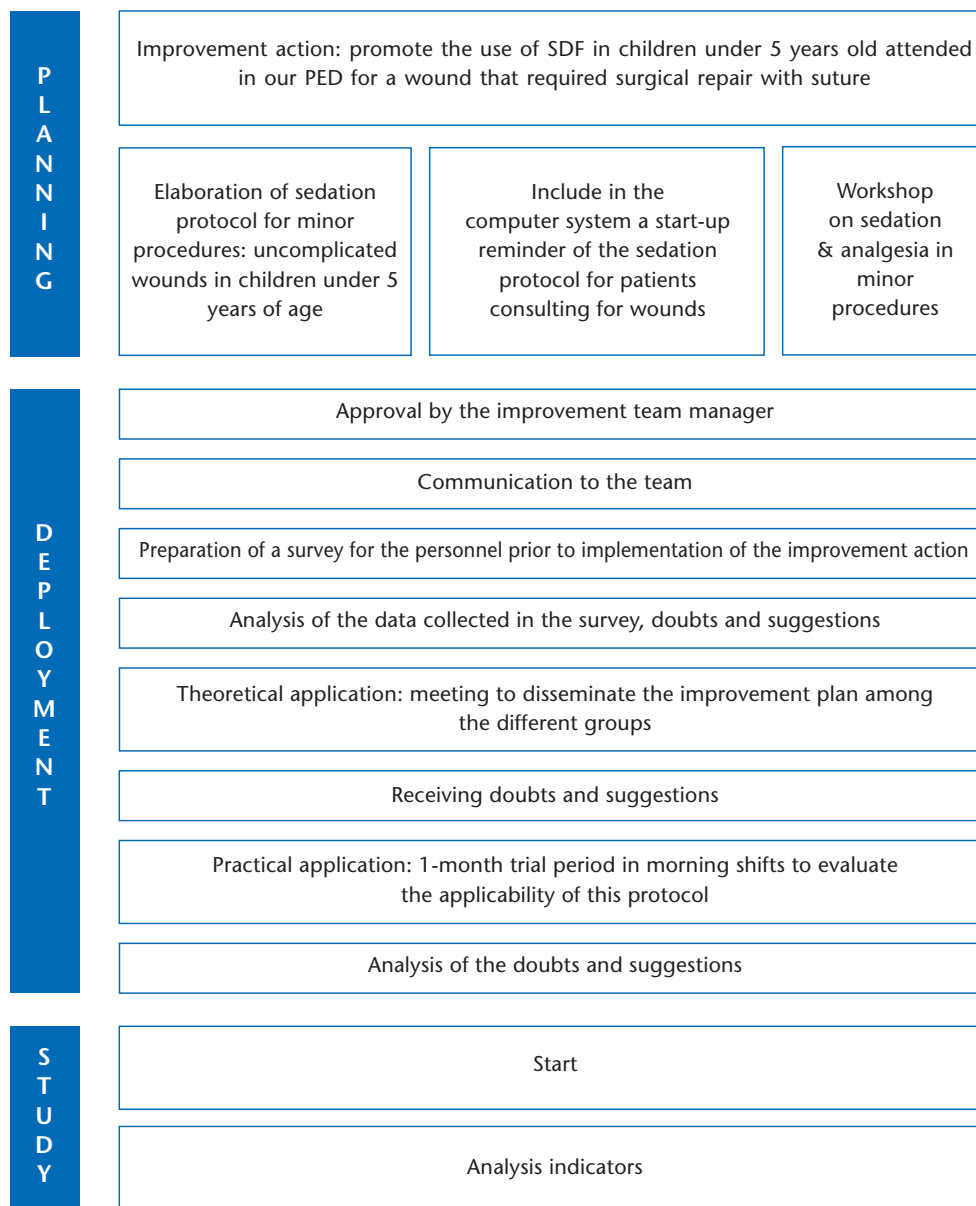 PLANNING
Improvement action: promote the use of SDF in children under 5 years old attended
in our PED for a wound that required surgical repair with suture
Elaboration of sedation
protocol for minor
procedures: uncomplicated
wounds in children under 5
years of age
Include in the
computer system a start-up
reminder of the sedation
protocol for patients
consulting for wounds
Workshop
on sedation
& analgesia in
minor
procedures
DEPLOYMENT
Approval by the improvement team manager
Communication to the team
Preparation of a survey for the personnel prior to implementation of the improvement action
Analysis of the data collected in the survey, doubts and suggestions
Theoretical application: meeting to disseminate the improvement plan among
the different groups
Receiving doubts and suggestions
Practical application: 1-month trial period in morning shifts to evaluate
the applicability of this protocol
Analysis of the doubts and suggestions
STUDY
Start
Analysis indicators